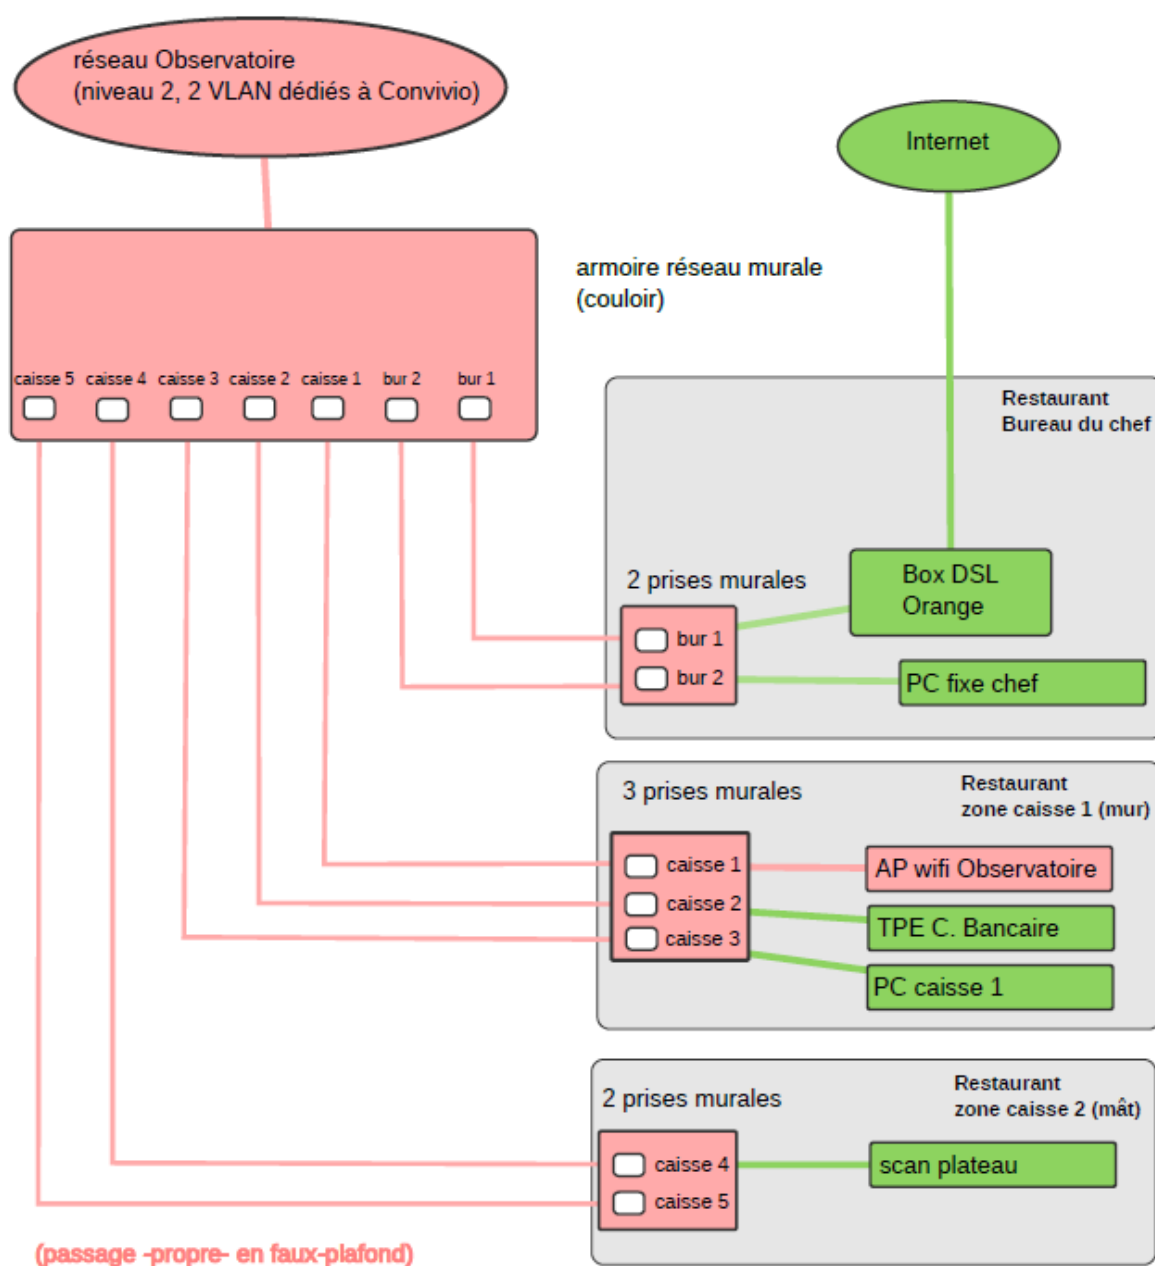 réseau Observatoire
(niveau 2, 2 VLAN dédiés à Convivio)
Internet
armoire réseau murale
(couloir)
caisse 5 caisse 4 caisse 3 caisse 2 caisse 1 bur 2 bur 1
Restaurant
Bureau du chef
2 prises murales
Box DSL
Orange
bur 1
bur 2
PC fixe chef
3 prises murales
Restaurant
zone caisse 1 (mur)
caisse 1
AP wifi Observatoire
caisse 2
TPE C. Bancaire
caisse 3
PC caisse 1
2 prises murales
Restaurant
zone caisse 2 (mât)
caisse 4
scan plateau
caisse 5
(passage -propre- en faux-plafond)